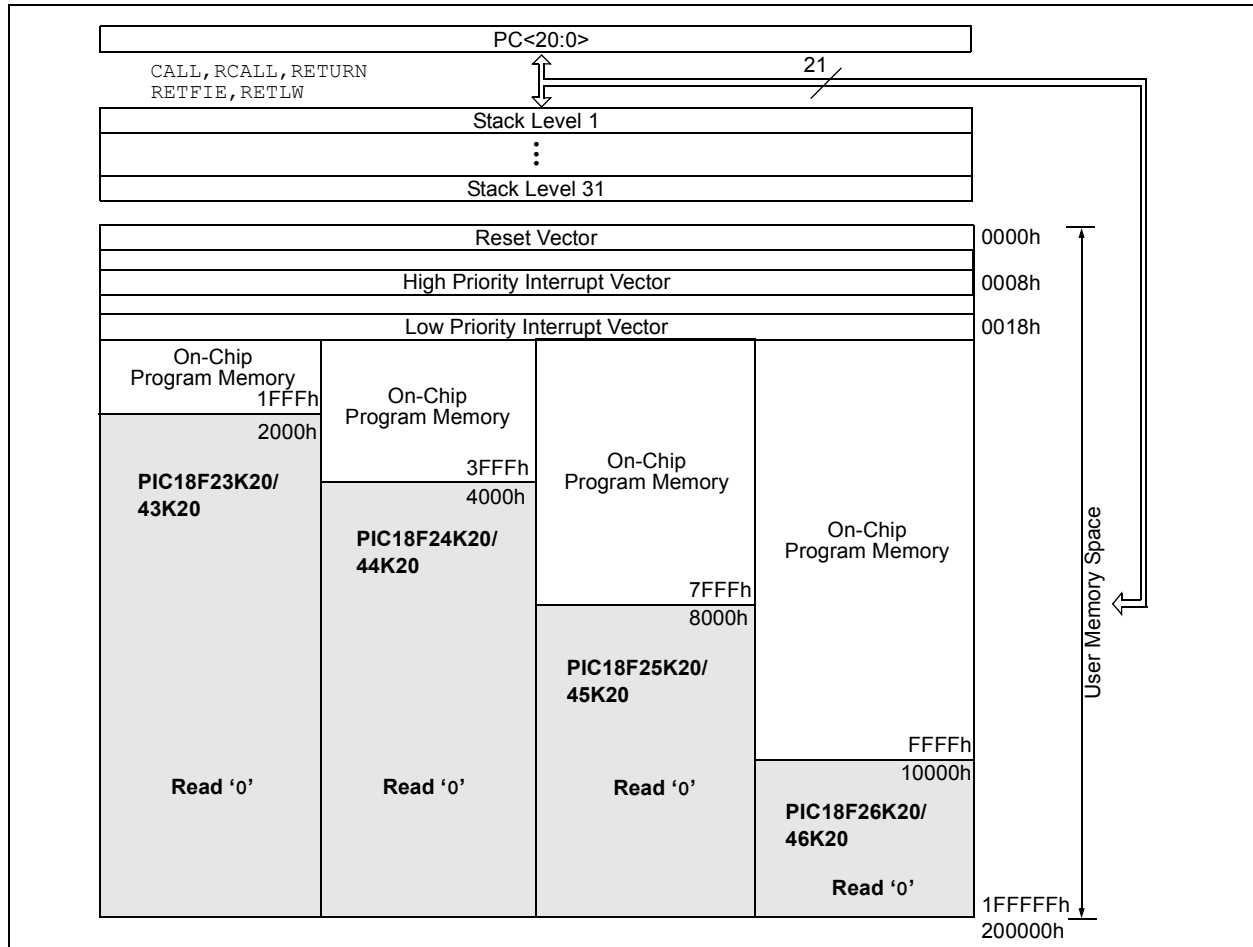 PC<20:0>
CALL,RCALL,RETURN
RETFIE,RETLW
21
Stack Level 1
Stack Level 31
Reset Vector
0000h
High Priority Interrupt Vector
0008h
Low Priority Interrupt Vector
0018h
On-Chip
Program Memory
1FFFh
2000h
PIC18F23K20/
43K20
Read ‘0’
On-Chip
Program Memory
3FFFh
4000h
PIC18F24K20/
44K20
Read ‘0’
On-Chip
Program Memory
7FFFh
8000h
PIC18F25K20/
45K20
Read ‘0’
On-Chip
Program Memory
FFFFh
10000h
PIC18F26K20/
46K20
Read ‘0’
1FFFFFh
200000h
User Memory Space